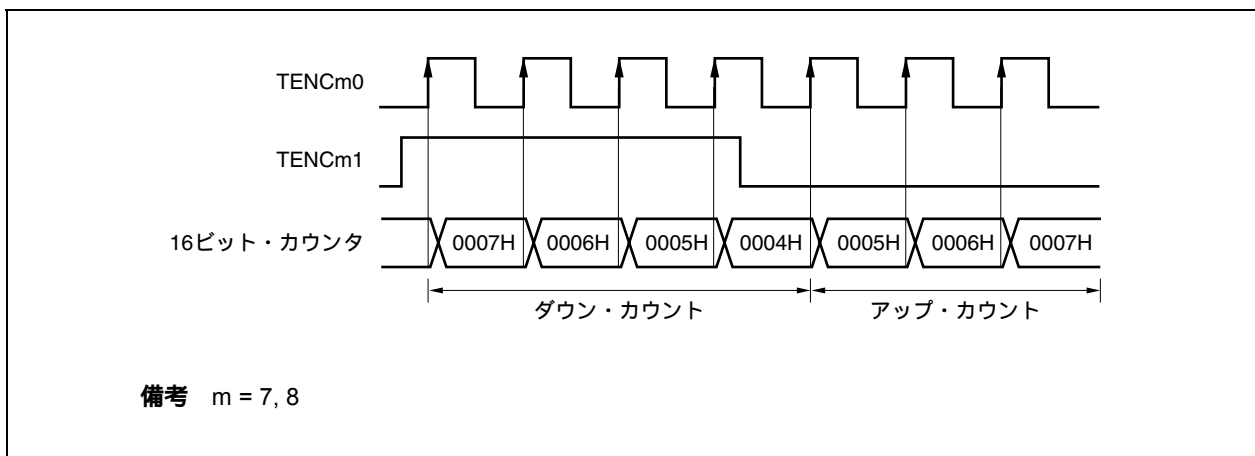 TENCm0
TENCm1
16ビット・カウンタ 0007H 0006H 0005H 0004H 0005H 0006H 0007H
ダウン・カウント アップ・カウント
備考 m = 7, 8